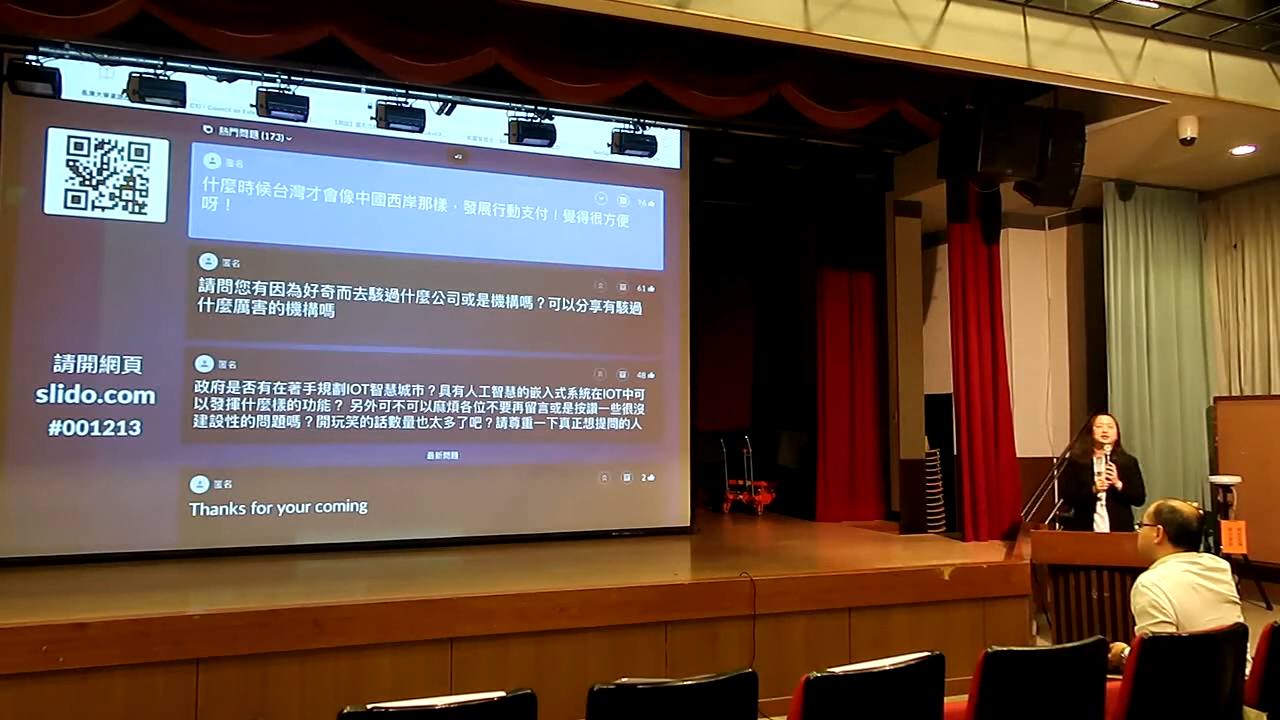 熱門問題 (173)
匿名
76
什麼時候台灣才會像中國西岸那樣，發展行動支付！覺得很方便
呀！
匿名
61
請問您有因為好奇而去駭過什麼公司或是機構嗎？可以分享有駭過
什麼厲害的機構嗎
匿名
48
政府是否有在著手規劃IOT智慧城市？具有人工智慧的嵌入式系統在IOT中可
以發揮什麼樣的功能？ 另外可不可以麻煩各位不要再留言或是按讚一些很沒
建設性的問題嗎？開玩笑的話數量也太多了吧？請尊重一下真正想提問的人
最新問題
匿名
2
Thanks for your coming
請開網頁
slido.com
#001213